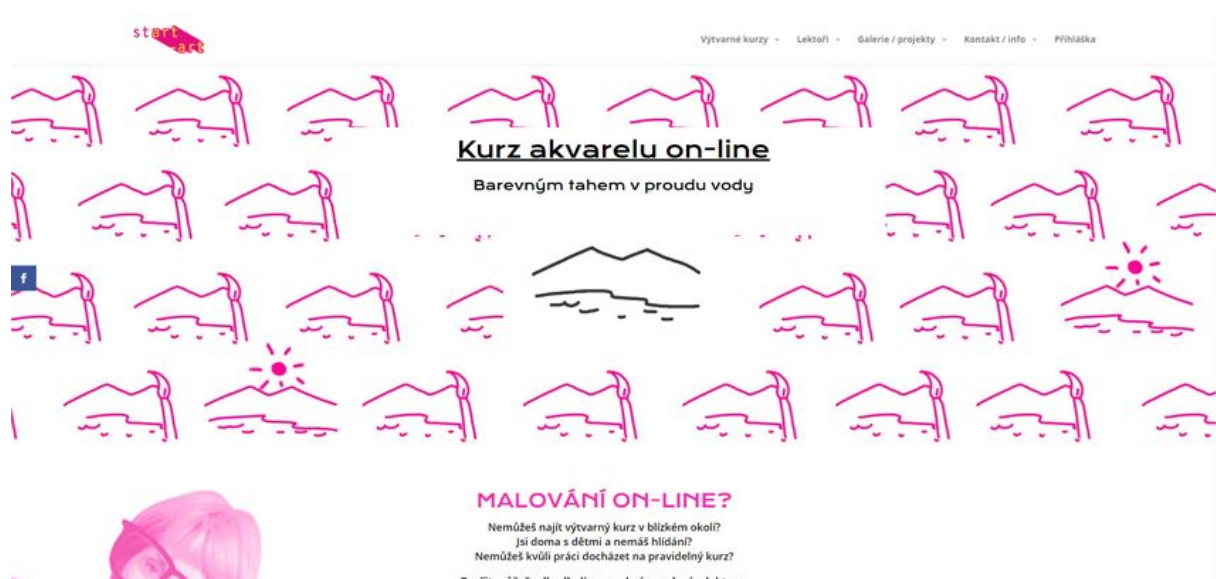 start
art
Výtvarné kurzy
Lektoři
Galerie / projekty
Kontakt / info
Přihláška
Kurz akvarelu on-line
Barevným tahem v proudu vody
f
MALOVÁNÍ ON-LINE?
Nemůžeš najít výtvarný kurz v blízkém okolí?
Jsi doma s dětmi a nemáš hlídání?
Nemůžeš kvůli práci docházet na pravidelný kurz?